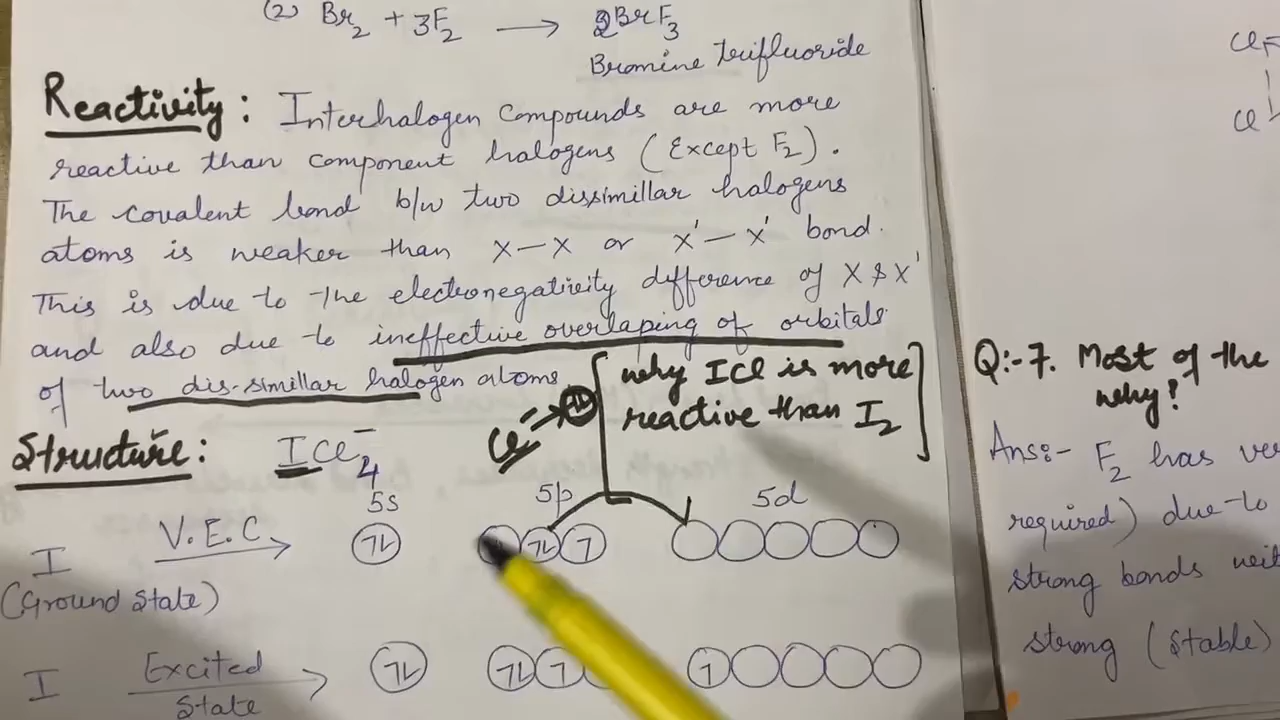 (2) Br2 + 3F2 ⟶ 2BrF3
Bromine trifluoride
Reactivity : Interhalogen compounds are more
reactive than component halogens (Except F2).
The covalent bond b/w two dissimillar halogens
atoms is weaker than X—X or X'—X' bond.
This is due to the electronegativity difference of X & X'
and also due to ineffective overlaping of orbitals
of two dis-similar halogen atoms
[why ICl is more
reactive than I2]
Cl
Structure : ICl4-
5s 5p 5d
I V.E.C.
(Ground State)
I Excited
State
Cl
Q:-7. Most of the
why?
Ans:- F2 has
required) due to
strong bonds
strong (stable)